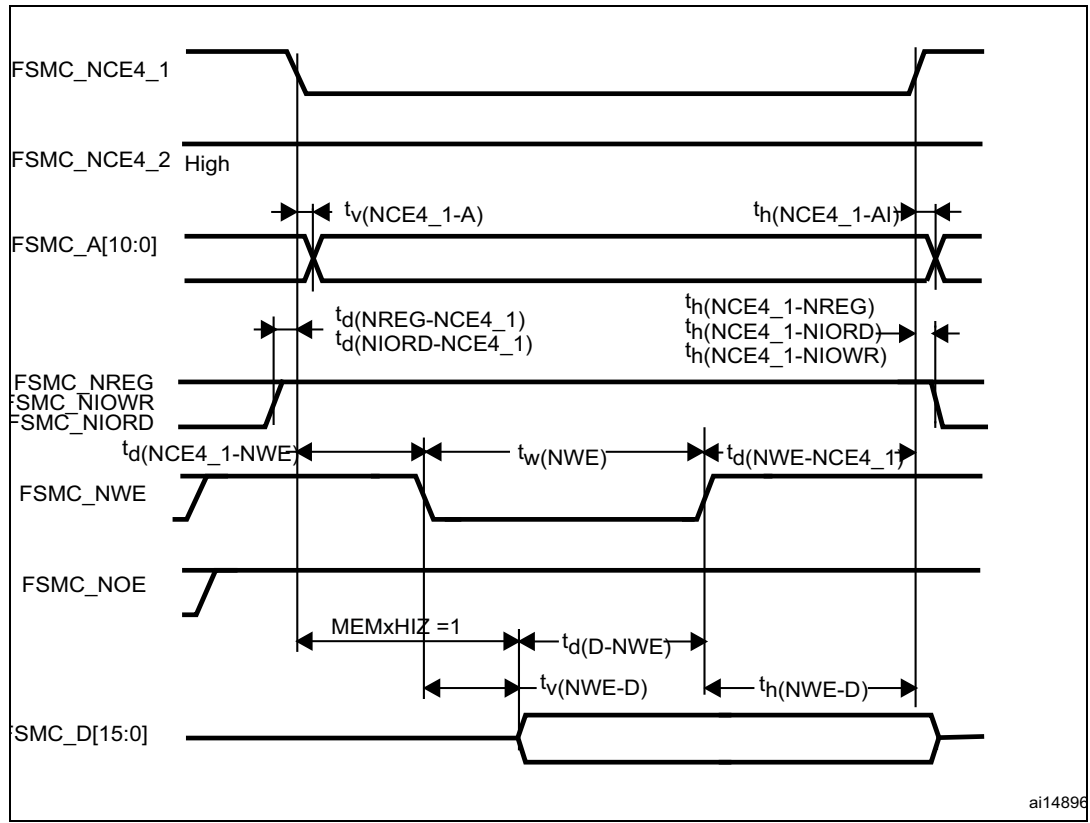 FSMC_NCE4_1
FSMC_NCE4_2 High
tv(NCE4_1-A)
th(NCE4_1-AI)
FSMC_A[10:0]
td(NREG-NCE4_1)
td(NIORD-NCE4_1)
th(NCE4_1-NREG)
th(NCE4_1-NIORD)
th(NCE4_1-NIOWR)
FSMC_NREG
FSMC_NIOWR
FSMC_NIORD
td(NCE4_1-NWE)
tw(NWE)
td(NWE-NCE4_1)
FSMC_NWE
FSMC_NOE
MEMxHIZ =1
td(D-NWE)
tv(NWE-D)
th(NWE-D)
FSMC_D[15:0]
ai14896